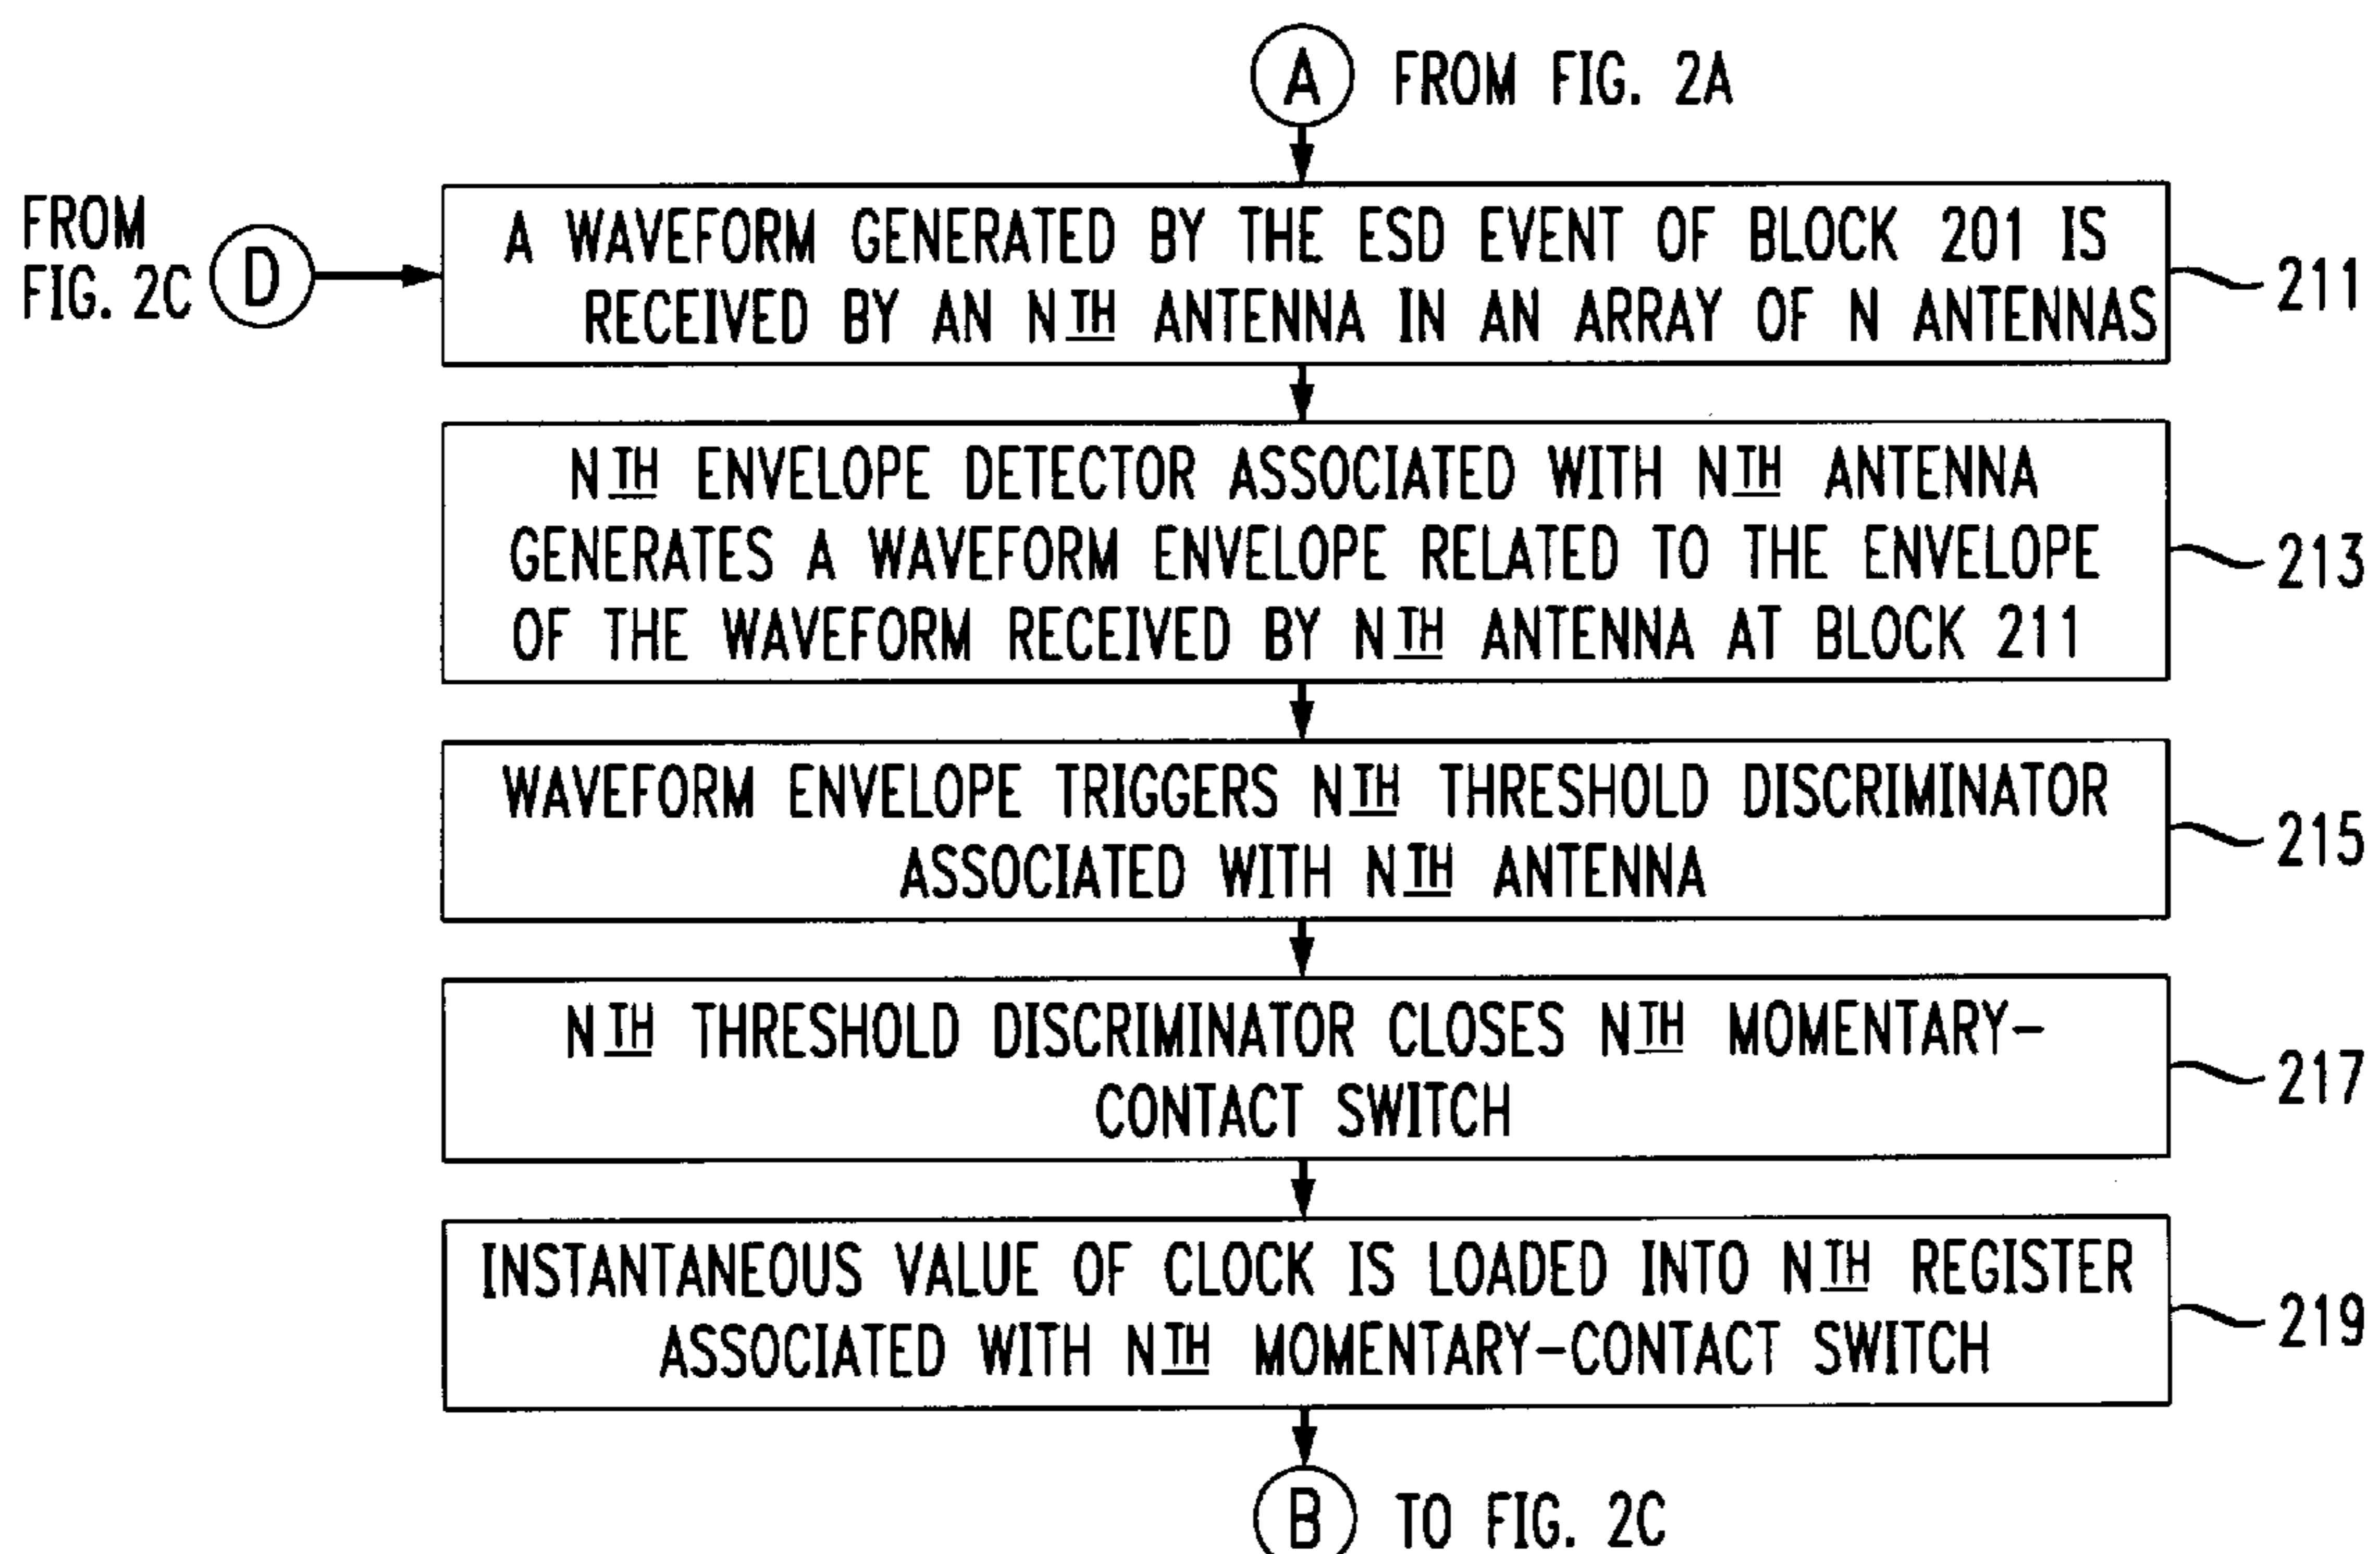 A FROM FIG. 2A
FROM
FIG. 2C D
A WAVEFORM GENERATED BY THE ESD EVENT OF BLOCK 201 IS
RECEIVED BY AN NTH ANTENNA IN AN ARRAY OF N ANTENNAS
211
NTH ENVELOPE DETECTOR ASSOCIATED WITH NTH ANTENNA
GENERATES A WAVEFORM ENVELOPE RELATED TO THE ENVELOPE
OF THE WAVEFORM RECEIVED BY NTH ANTENNA AT BLOCK 211
213
WAVEFORM ENVELOPE TRIGGERS NTH THRESHOLD DISCRIMINATOR
ASSOCIATED WITH NTH ANTENNA
215
NTH THRESHOLD DISCRIMINATOR CLOSES NTH MOMENTARY-
CONTACT SWITCH
217
INSTANTANEOUS VALUE OF CLOCK IS LOADED INTO NTH REGISTER
ASSOCIATED WITH NTH MOMENTARY-CONTACT SWITCH
219
B TO FIG. 2C